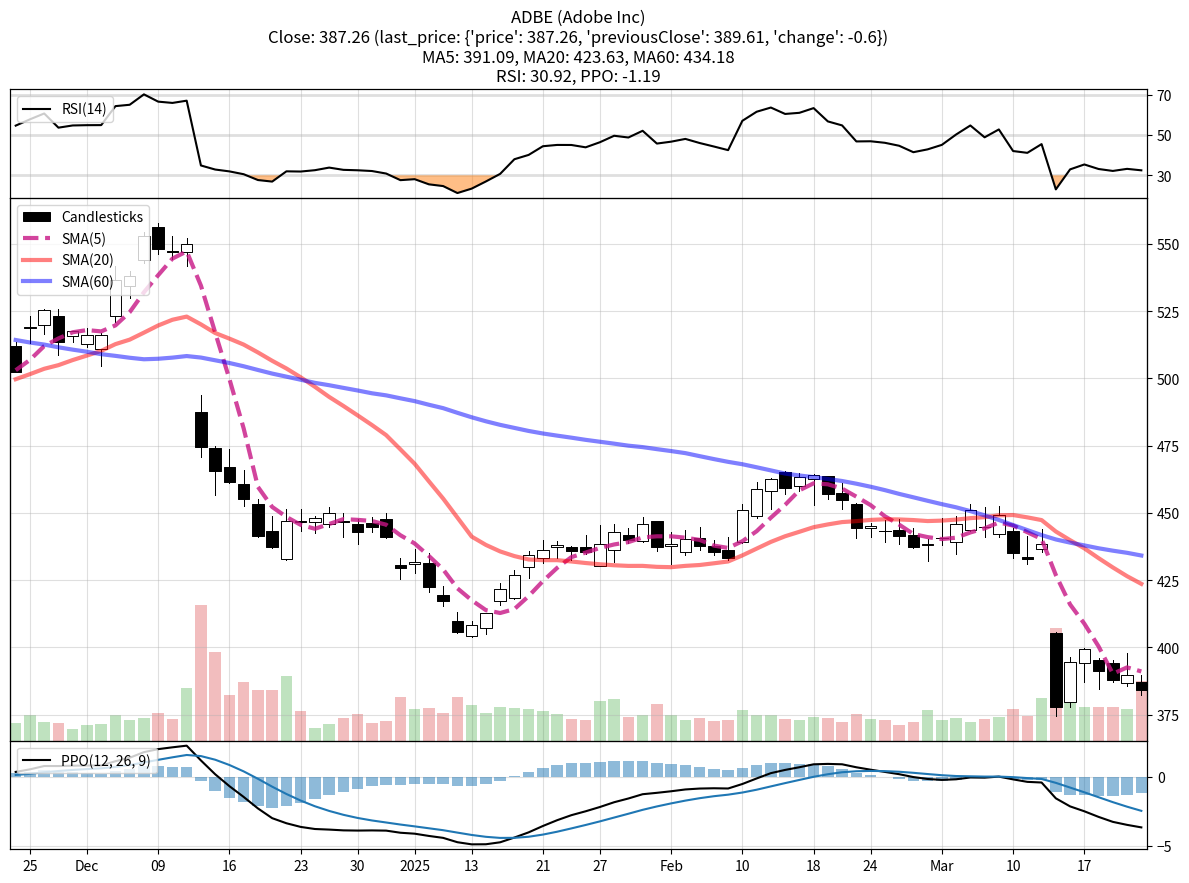 ADBE (Adobe Inc)
Close: 387.26 (last_price: {'price': 387.26, 'previousClose': 389.61, 'change': -0.6})
MA5: 391.09, MA20: 423.63, MA60: 434.18
RSI: 30.92, PPO: -1.19
RSI(14)
70
50
30
Candlesticks
SMA(5)
SMA(20)
SMA(60)
550
525
500
475
450
425
400
375
PPO(12, 26, 9)
0
−5
25 Dec 09 16 23 30 2025 13 21 27 Feb 10 18 24 Mar 10 17